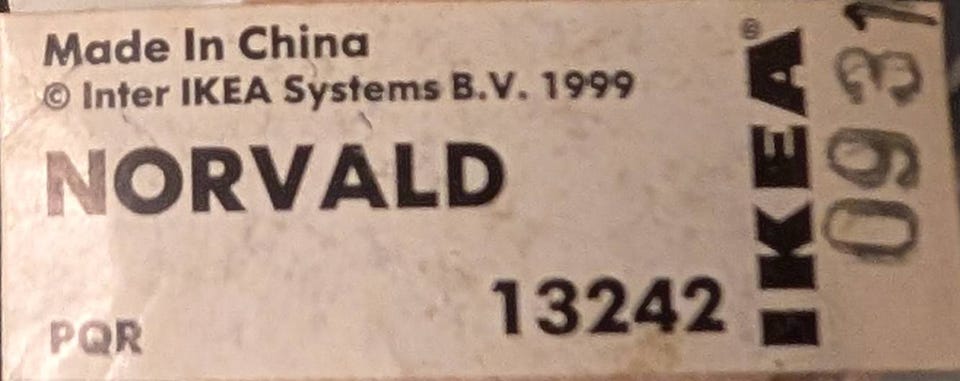 Made In China
© Inter IKEA Systems B.V. 1999
NORVALD
13242
PQR
IKEA®
0931